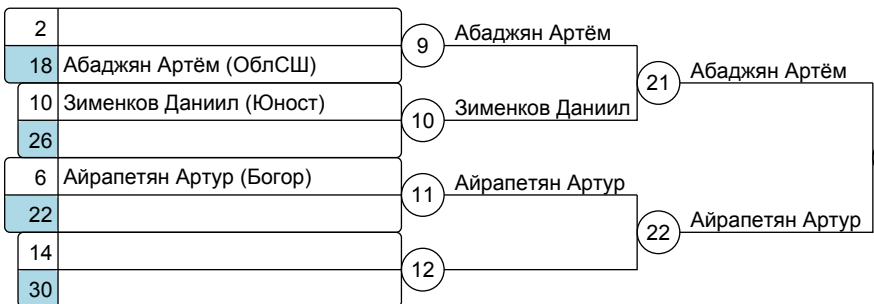 2
18 Абаджян Артём (ОблСШ)
9 Абаджян Артём
10 Зименков Даниил (Юност)
26
10 Зименков Даниил
21 Абаджян Артём
6 Айрапетян Артур (Богор)
22
11 Айрапетян Артур
14
30
12
22 Айрапетян Артур